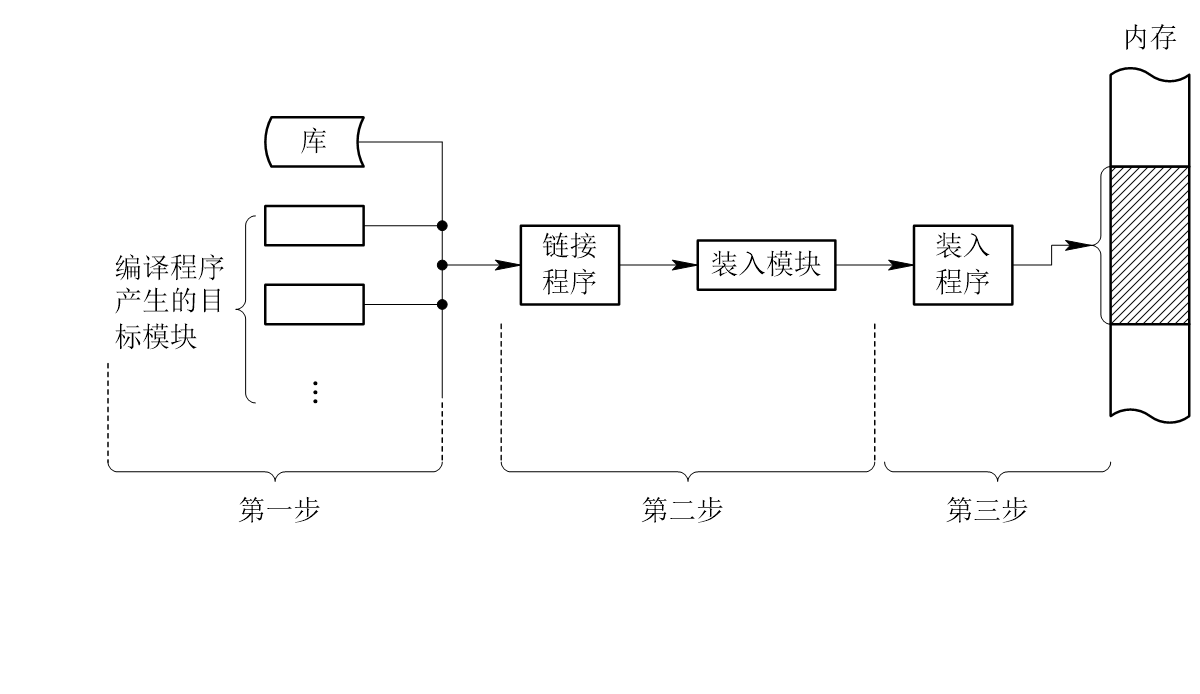 内存
库
编译程序
产生的目
标模块
链接
程序
装入模块
装入
程序
第一步
第二步
第三步